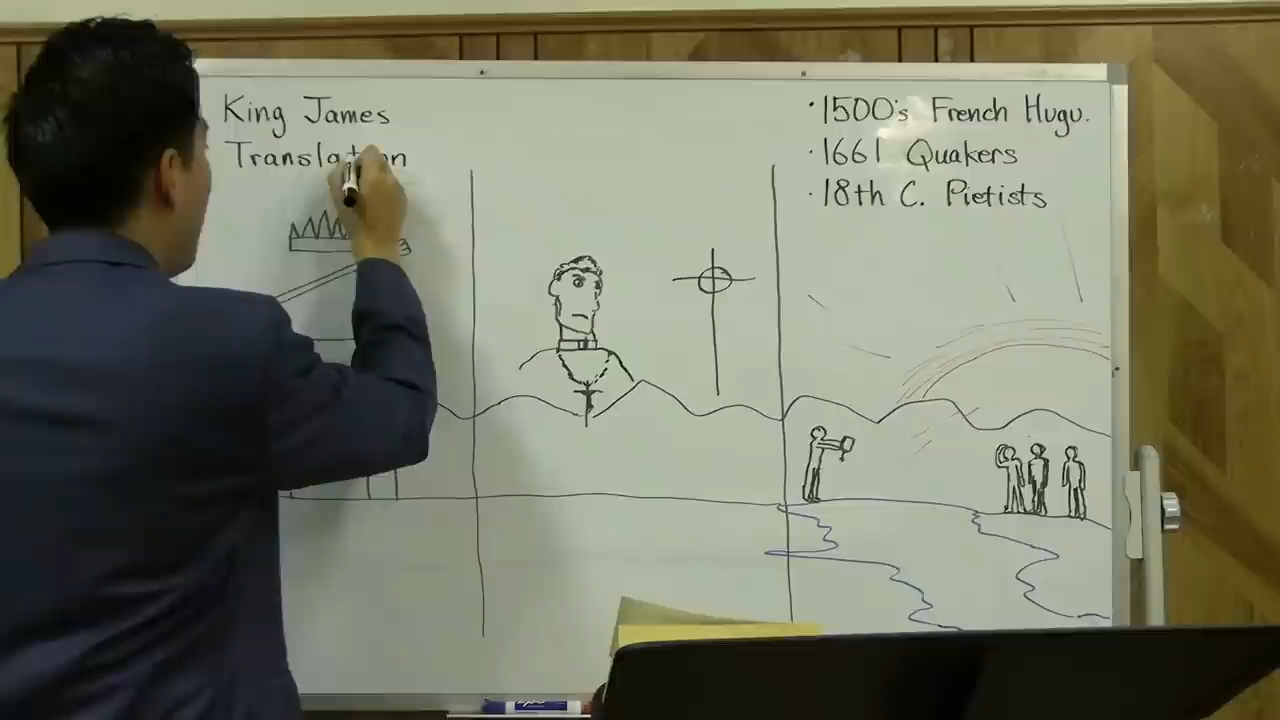 King James
Translation
·1500's French Hugu.
·1661 Quakers
·18th C. Pietists